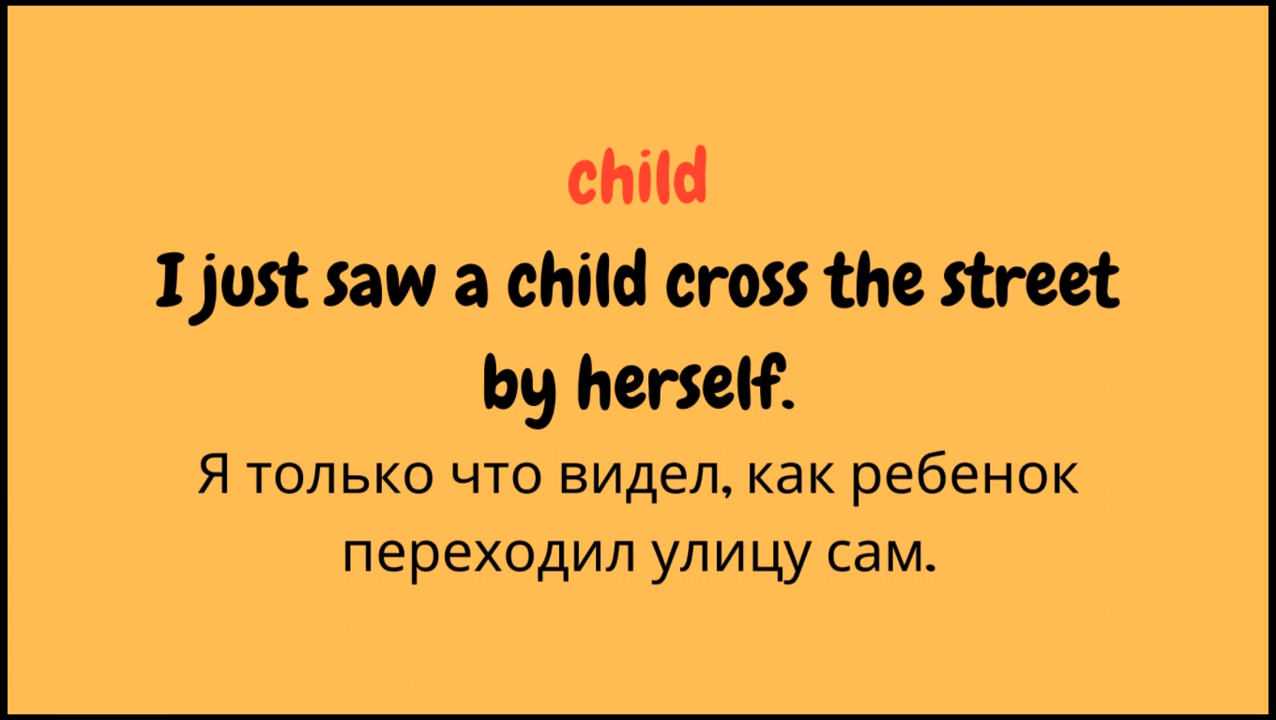 child
I just saw a child cross the street
by herself.
Я только что видел, как ребенок
переходил улицу сам.